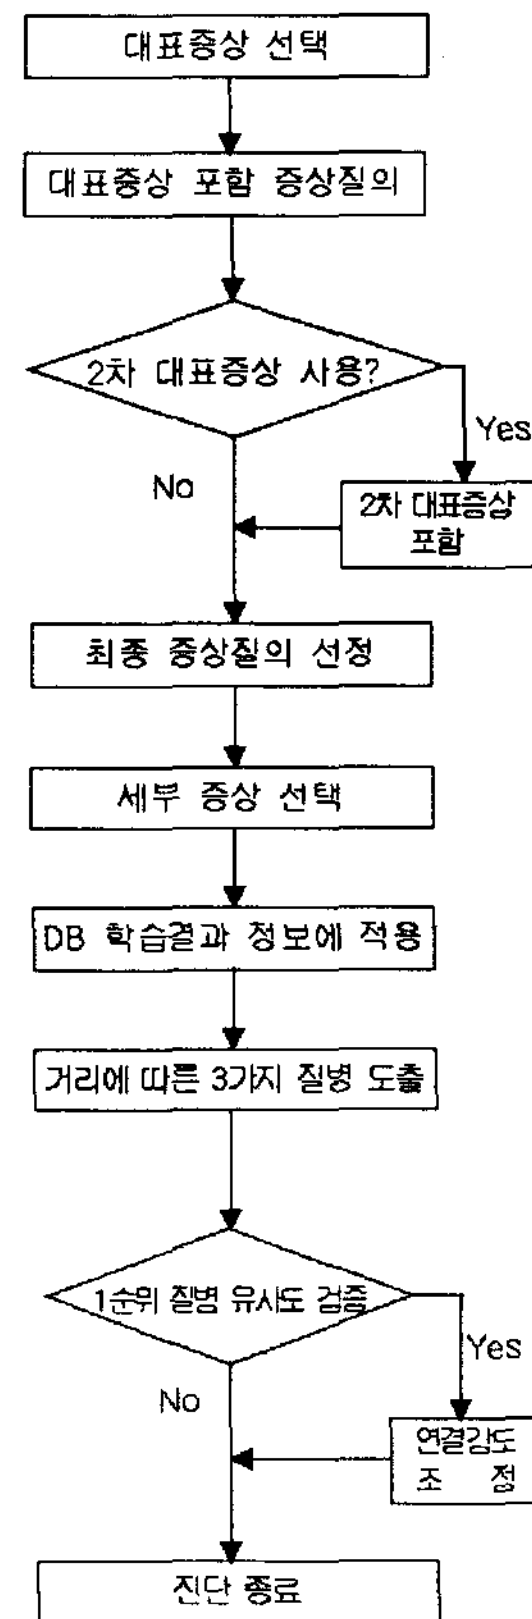 대표증상 선택
대표증상 포함 증상질의
2차 대표증상 사용?
Yes
No
2차 대표증상
포함
최종 증상질의 선정
세부 증상 선택
DB 학습결과 정보에 적용
거리에 따른 3가지 질병 도출
1순위 질병 유사도 검증
Yes
No
연결강도
조 정
진단 종료